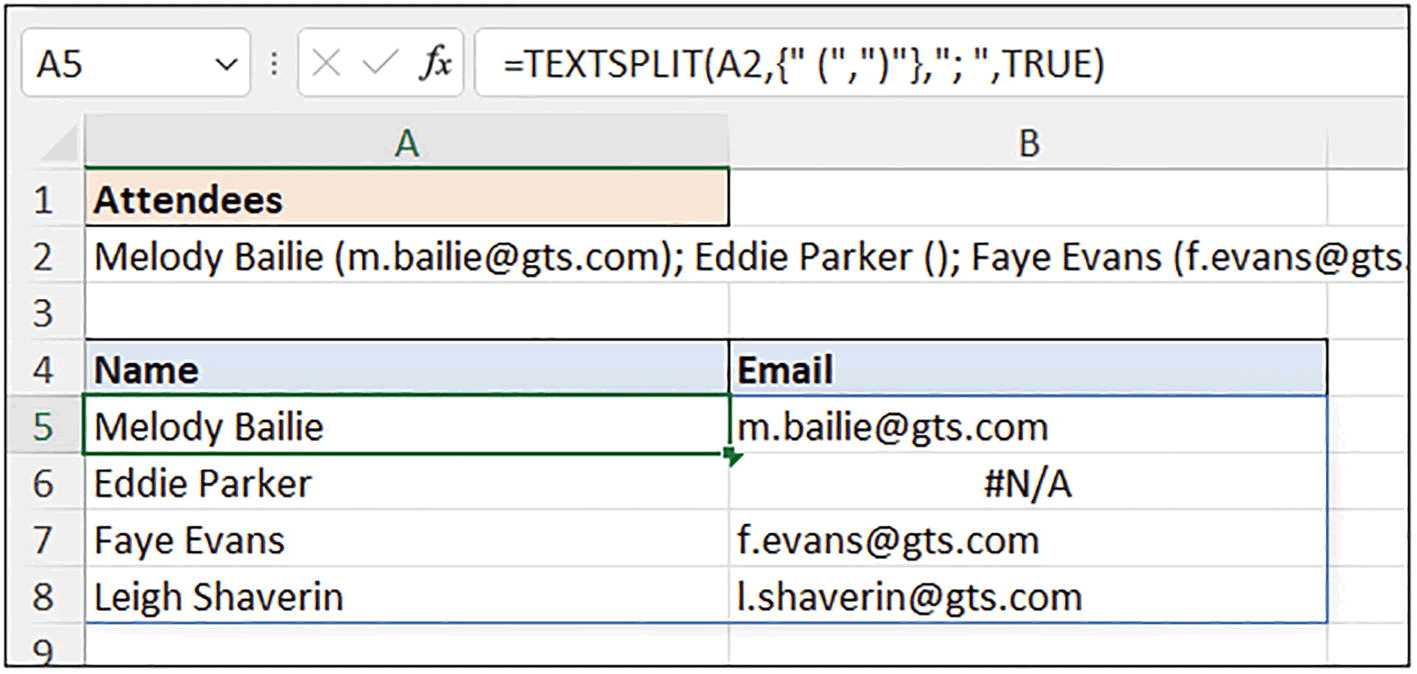 A5 fx =TEXTSPLIT(A2,{" (",")"},"; ",TRUE)
A B
1 Attendees
2 Melody Bailie (m.bailie@gts.com); Eddie Parker (); Faye Evans (f.evans@gts.
3
4 Name Email
5 Melody Bailie m.bailie@gts.com
6 Eddie Parker #N/A
7 Faye Evans f.evans@gts.com
8 Leigh Shaverin l.shaverin@gts.com
9